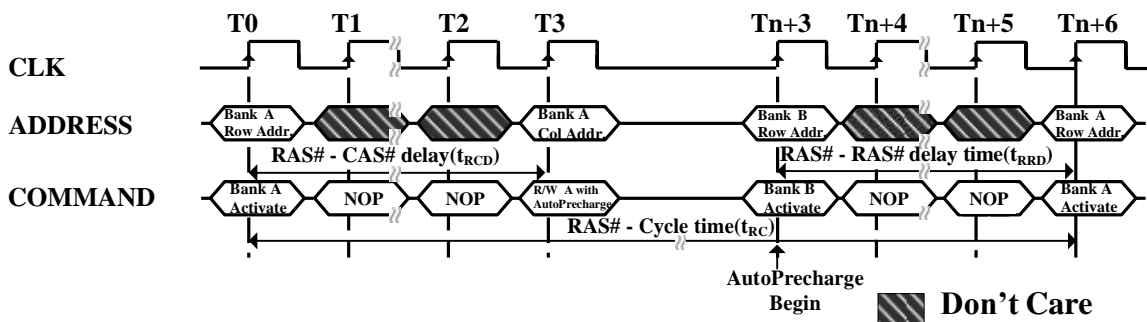 T0 T1 T2 T3 Tn+3 Tn+4 Tn+5 Tn+6
CLK
ADDRESS
Bank A
Row Addr.
Bank A
Col Addr.
Bank B
Row Addr.
Bank A
Row Addr.
RAS# - CAS# delay(tRCD)
RAS# - RAS# delay time(tRRD)
COMMAND
Bank A
Activate
NOP
NOP
R/W A with
AutoPrecharge
Bank B
Activate
NOP
NOP
Bank A
Activate
RAS# - Cycle time(tRC)
AutoPrecharge
Begin
Don't Care